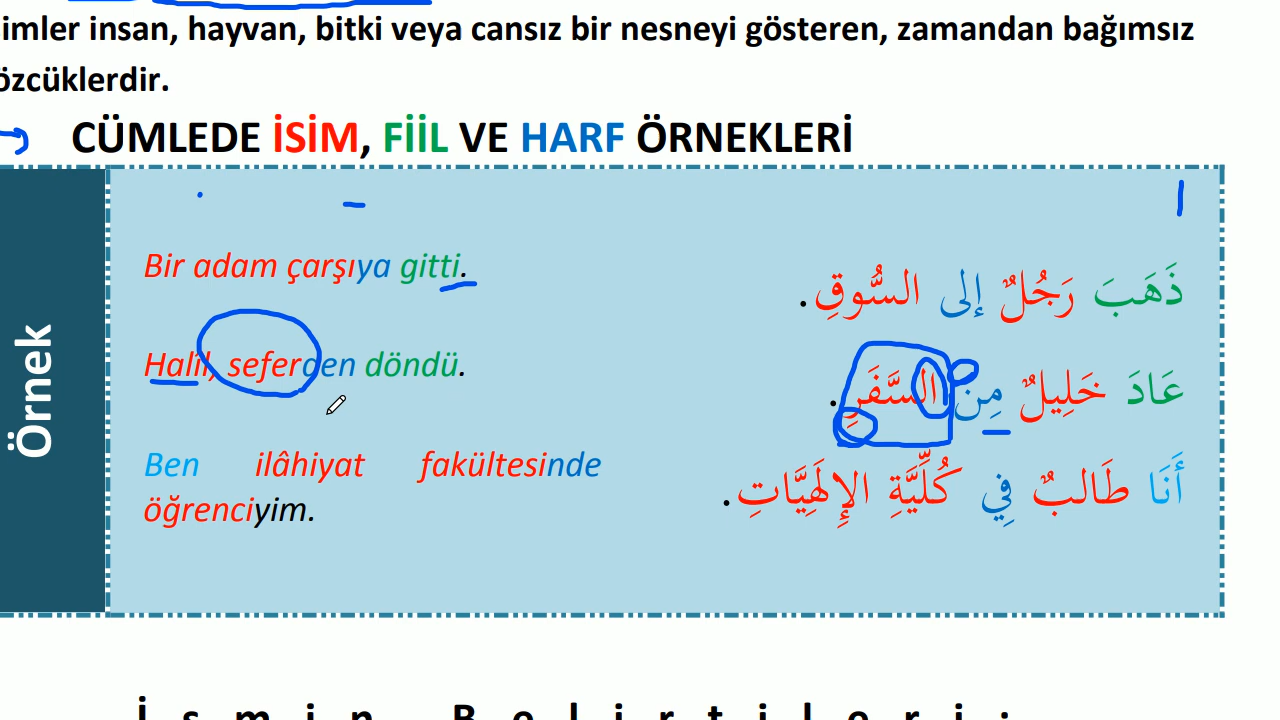 imler insan, hayvan, bitki veya cansız bir nesneyi gösteren, zamandan bağımsız
özcüklerdir.
CÜMLEDE İSİM, FİİL VE HARF ÖRNEKLERİ
Örnek
Bir adam çarşıya gitti.
ذَهَبَ رَجُلٌ إلى السُّوقِ.
Halil, seferden döndü.
عَادَ خَلِيلٌ مِنَ السَّفَرِ.
Ben ilâhiyat fakültesinde
öğrenciyim.
أَنَا طَالبٌ فِي كُلِّيَّةِ الإِلَهِيَّاتِ.
İsmin Belirtileri: